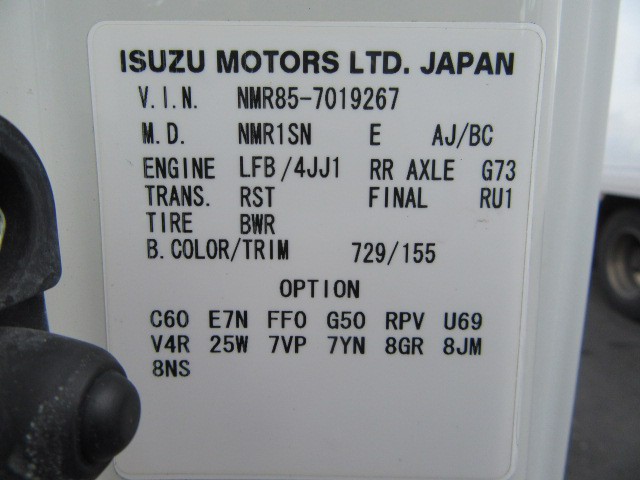 ISUZU MOTORS LTD. JAPAN
V.I.N. NMR85-7019267
M.D. NMR1SN E AJ/BC
ENGINE LFB/4JJ1 RR AXLE G73
TRANS. RST FINAL RU1
TIRE BWR
B.COLOR/TRIM 729/155
OPTION
C60 E7N FF0 G50 RPV U69
V4R 25W 7VP 7YN 8GR 8JM
8NS